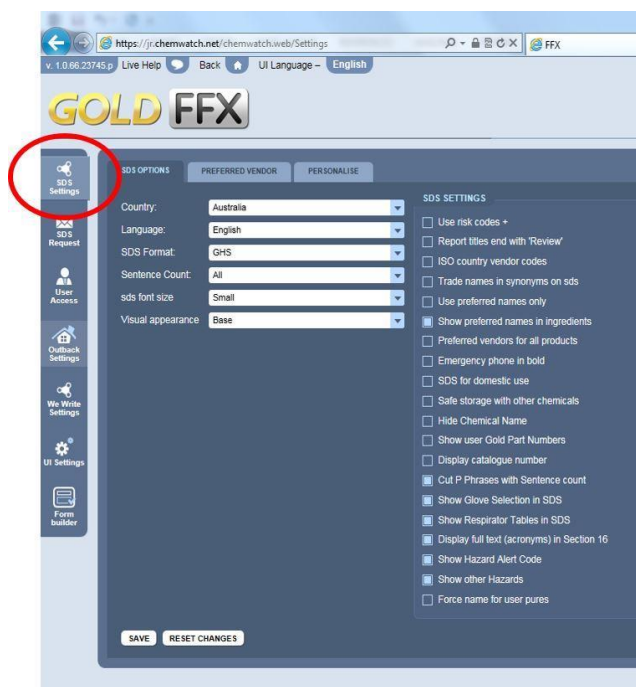 https://jr.chemwatch.net/chemwatch.web/Settings
FFX
v. 1.0.66.23745.p Live Help Back UI Language – English
GOLD FFX
SDS Settings
SDS Request
User Access
Outback Settings
We Write Settings
UI Settings
Form builder
SDS OPTIONS PREFERRED VENDOR PERSONALISE
Country: Australia
Language: English
SDS Format: GHS
Sentence Count: All
sds font size Small
Visual appearance Base
SDS SETTINGS
Use risk codes +
Report titles end with 'Review'
ISO country vendor codes
Trade names in synonyms on sds
Use preferred names only
Show preferred names in ingredients
Preferred vendors for all products
Emergency phone in bold
SDS for domestic use
Safe storage with other chemicals
Hide Chemical Name
Show user Gold Part Numbers
Display catalogue number
Cut P Phrases with Sentence count
Show Glove Selection in SDS
Show Respirator Tables in SDS
Display full text (acronyms) in Section 16
Show Hazard Alert Code
Show other Hazards
Force name for user pures
SAVE RESET CHANGES